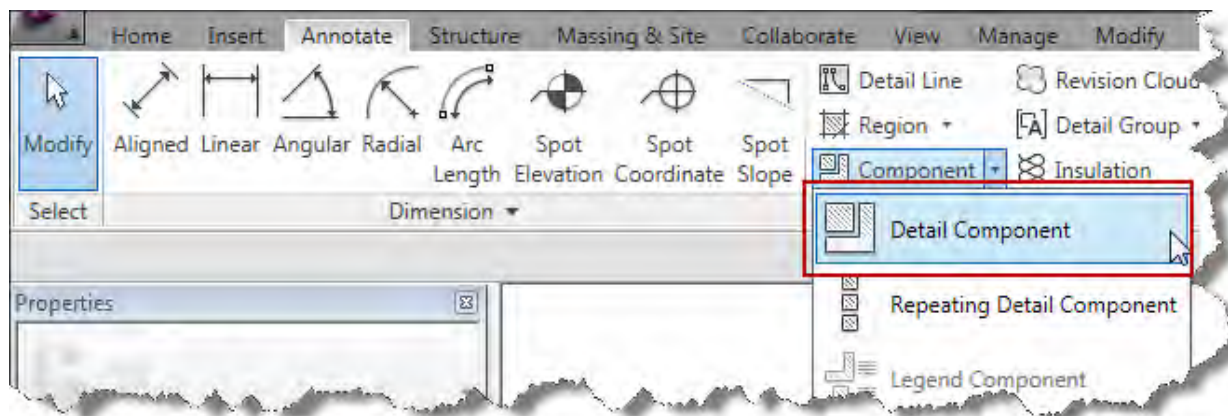 Home Insert Annotate Structure Massing & Site Collaborate View Manage Modify
Modify
Aligned
Linear
Angular
Radial
Arc
Length
Spot
Elevation
Spot
Coordinate
Spot
Slope
Detail Line
Region
Component
Revision Cloud
Detail Group
Insulation
Select
Dimension
Detail Component
Repeating Detail Component
Legend Component
Properties